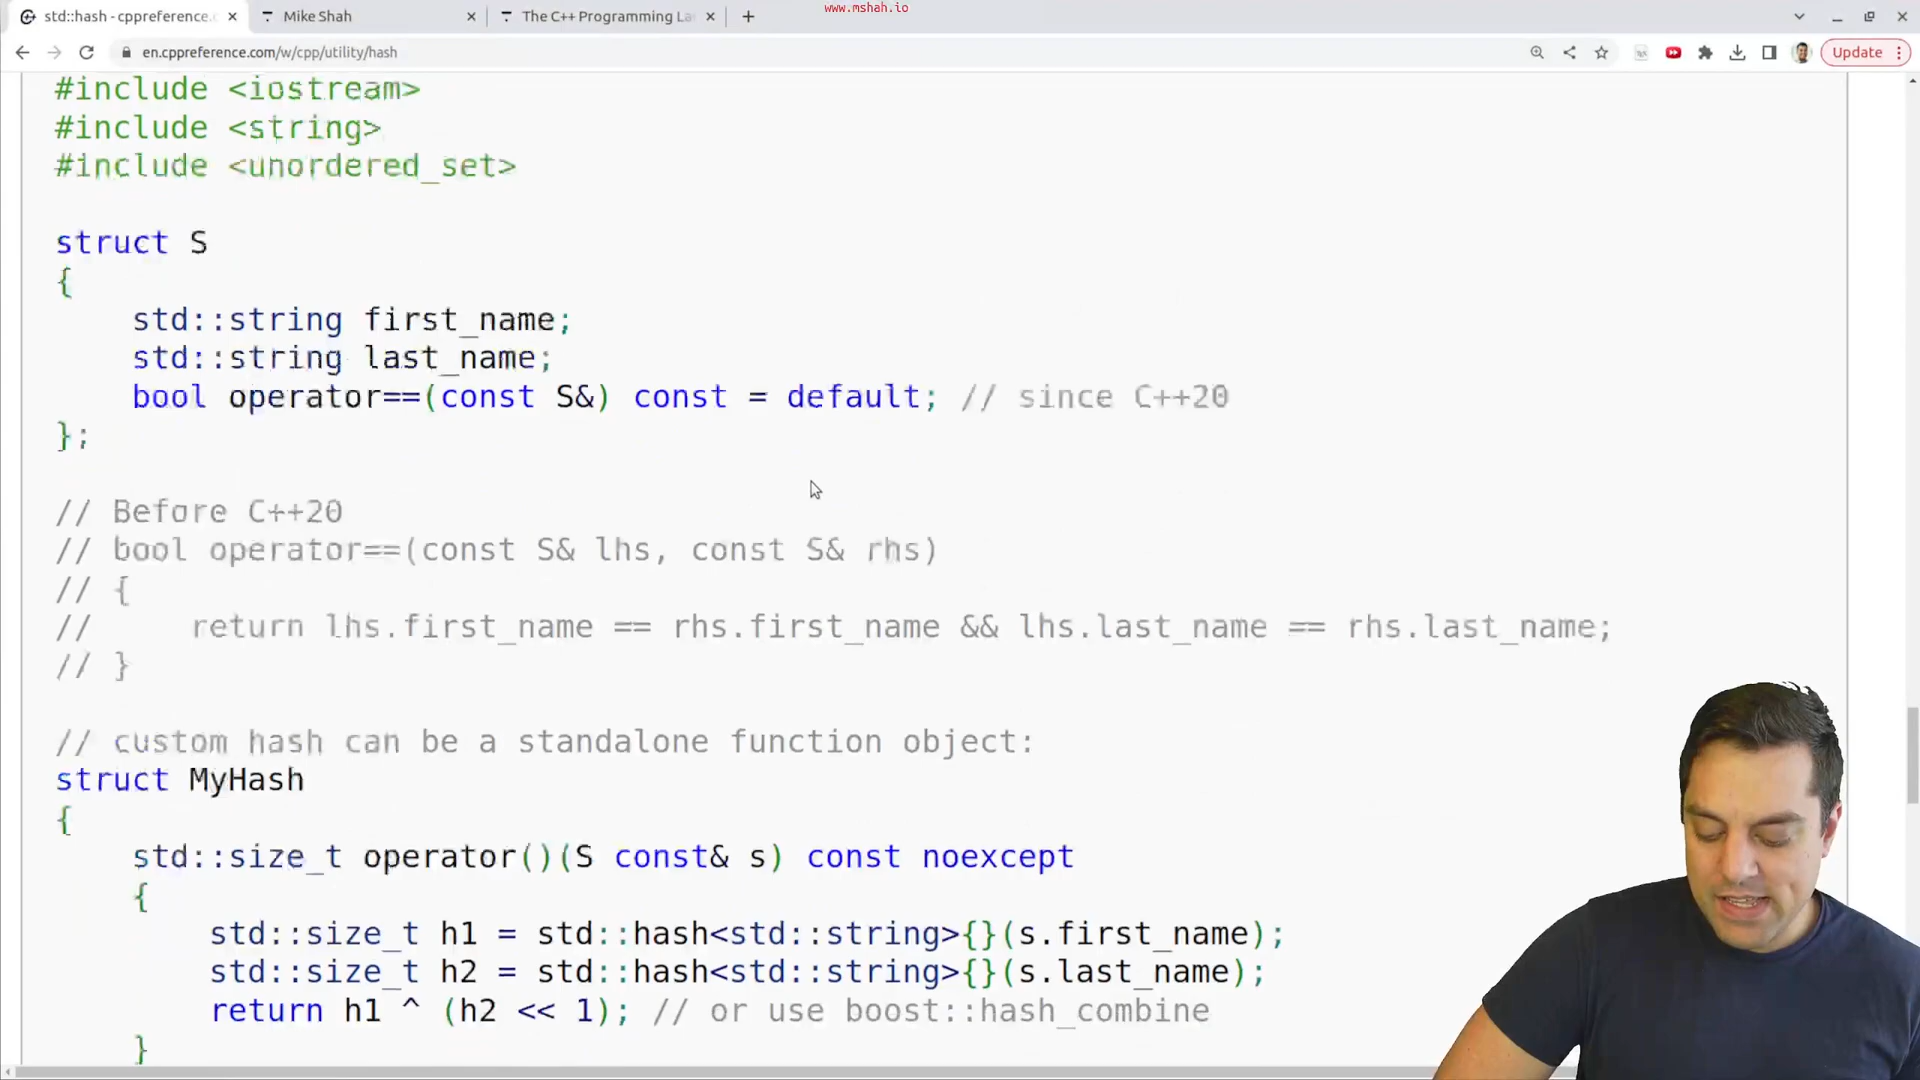 www.mshah.io
std::hash - cppreference.c
Mike Shah
The C++ Programming La
en.cppreference.com/w/cpp/utility/hash
Update
#include <iostream>
#include <string>
#include <unordered_set>
struct S
{
    std::string first_name;
    std::string last_name;
    bool operator==(const S&) const = default; // since C++20
};
// Before C++20
// bool operator==(const S& lhs, const S& rhs)
// {
//     return lhs.first_name == rhs.first_name && lhs.last_name == rhs.last_name;
// }
// custom hash can be a standalone function object:
struct MyHash
{
    std::size_t operator()(S const& s) const noexcept
    {
        std::size_t h1 = std::hash<std::string>{}(s.first_name);
        std::size_t h2 = std::hash<std::string>{}(s.last_name);
        return h1 ^ (h2 << 1); // or use boost::hash_combine
    }